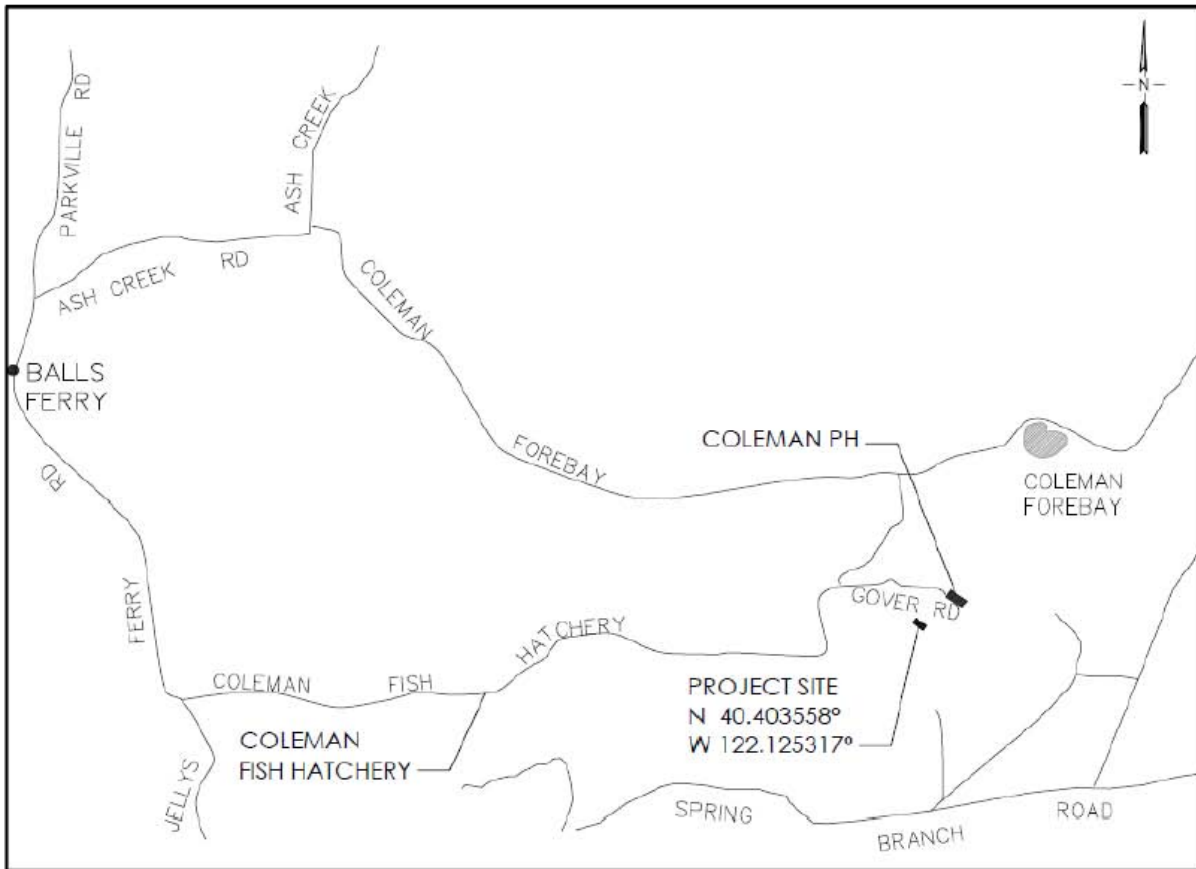 PARKVILLE RD
ASH CREEK
N
ASH CREEK RD
COLEMAN
FOREBAY
BALLS
FERRY
RD
FERRY
COLEMAN PH
COLEMAN
FOREBAY
GOVER RD
HATCHERY
COLEMAN FISH
PROJECT SITE
N 40.403558°
W 122.125317°
COLEMAN
FISH HATCHERY
JELLYS
SPRING
BRANCH
ROAD